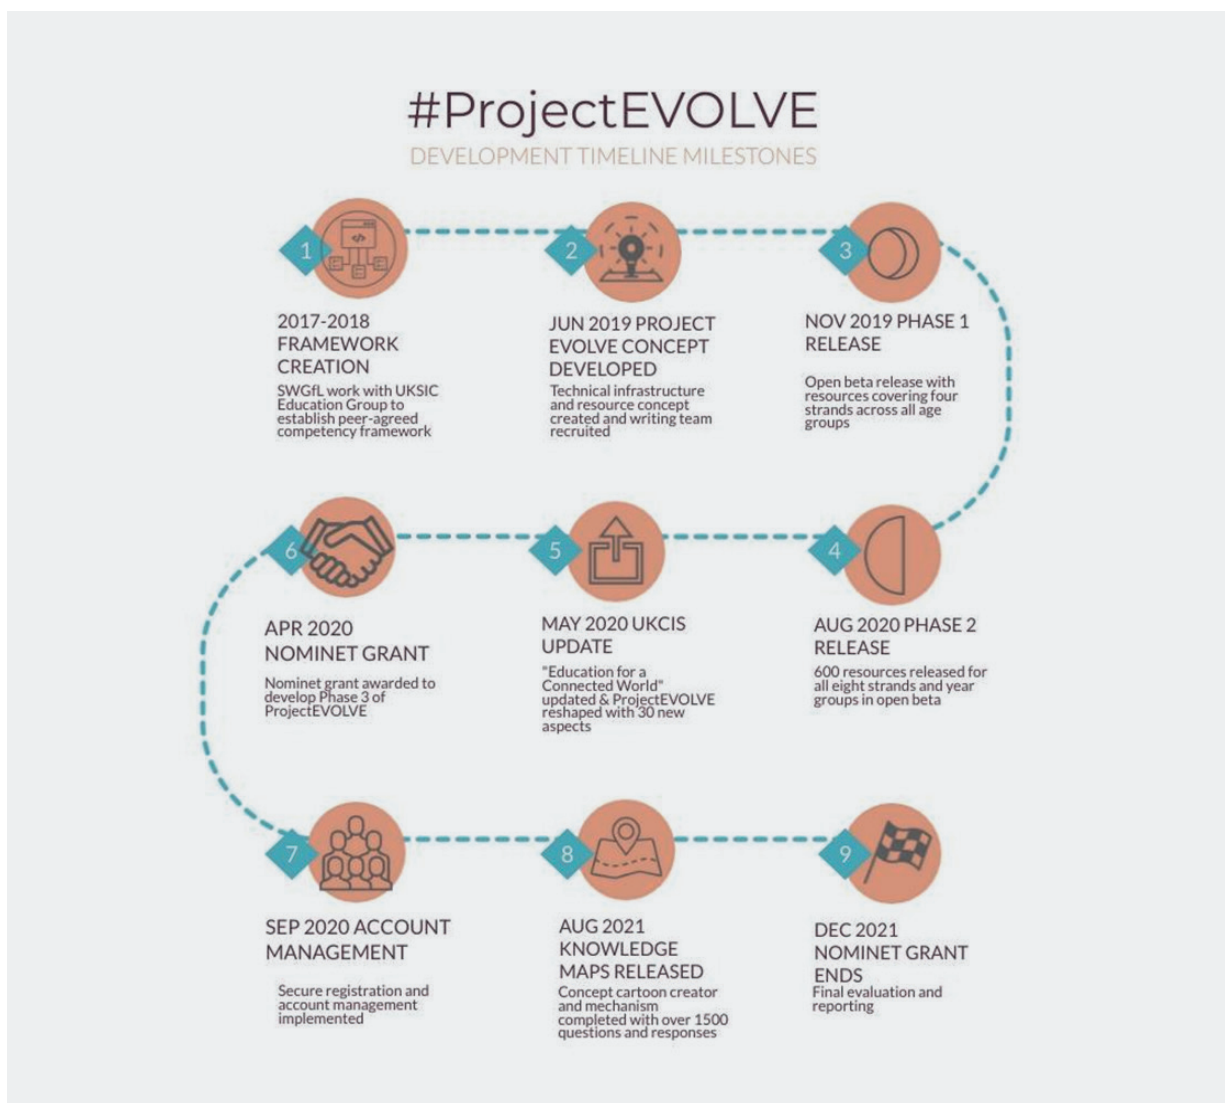 #ProjectEVOLVE
DEVELOPMENT TIMELINE MILESTONES
1
2017-2018
FRAMEWORK
CREATION
SWGfL work with UKSIC
Education Group to
establish peer-agreed
competency framework
2
JUN 2019 PROJECT
EVOLVE CONCEPT
DEVELOPED
Technical infrastructure
and resource concept
created and writing team
recruited
3
NOV 2019 PHASE 1
RELEASE
Open beta release with
resources covering four
strands across all age
groups
4
AUG 2020 PHASE 2
RELEASE
600 resources released for
all eight strands and year
groups in open beta
5
MAY 2020 UKCIS
UPDATE
"Education for a
Connected World"
updated & ProjectEVOLVE
reshaped with 30 new
aspects
6
APR 2020
NOMINET GRANT
Nominet grant awarded to
develop Phase 3 of
ProjectEVOLVE
7
SEP 2020 ACCOUNT
MANAGEMENT
Secure registration and
account management
implemented
8
AUG 2021
KNOWLEDGE
MAPS RELEASED
Concept cartoon creator
and mechanism
completed with over 1500
questions and responses
9
DEC 2021
NOMINET GRANT
ENDS
Final evaluation and
reporting